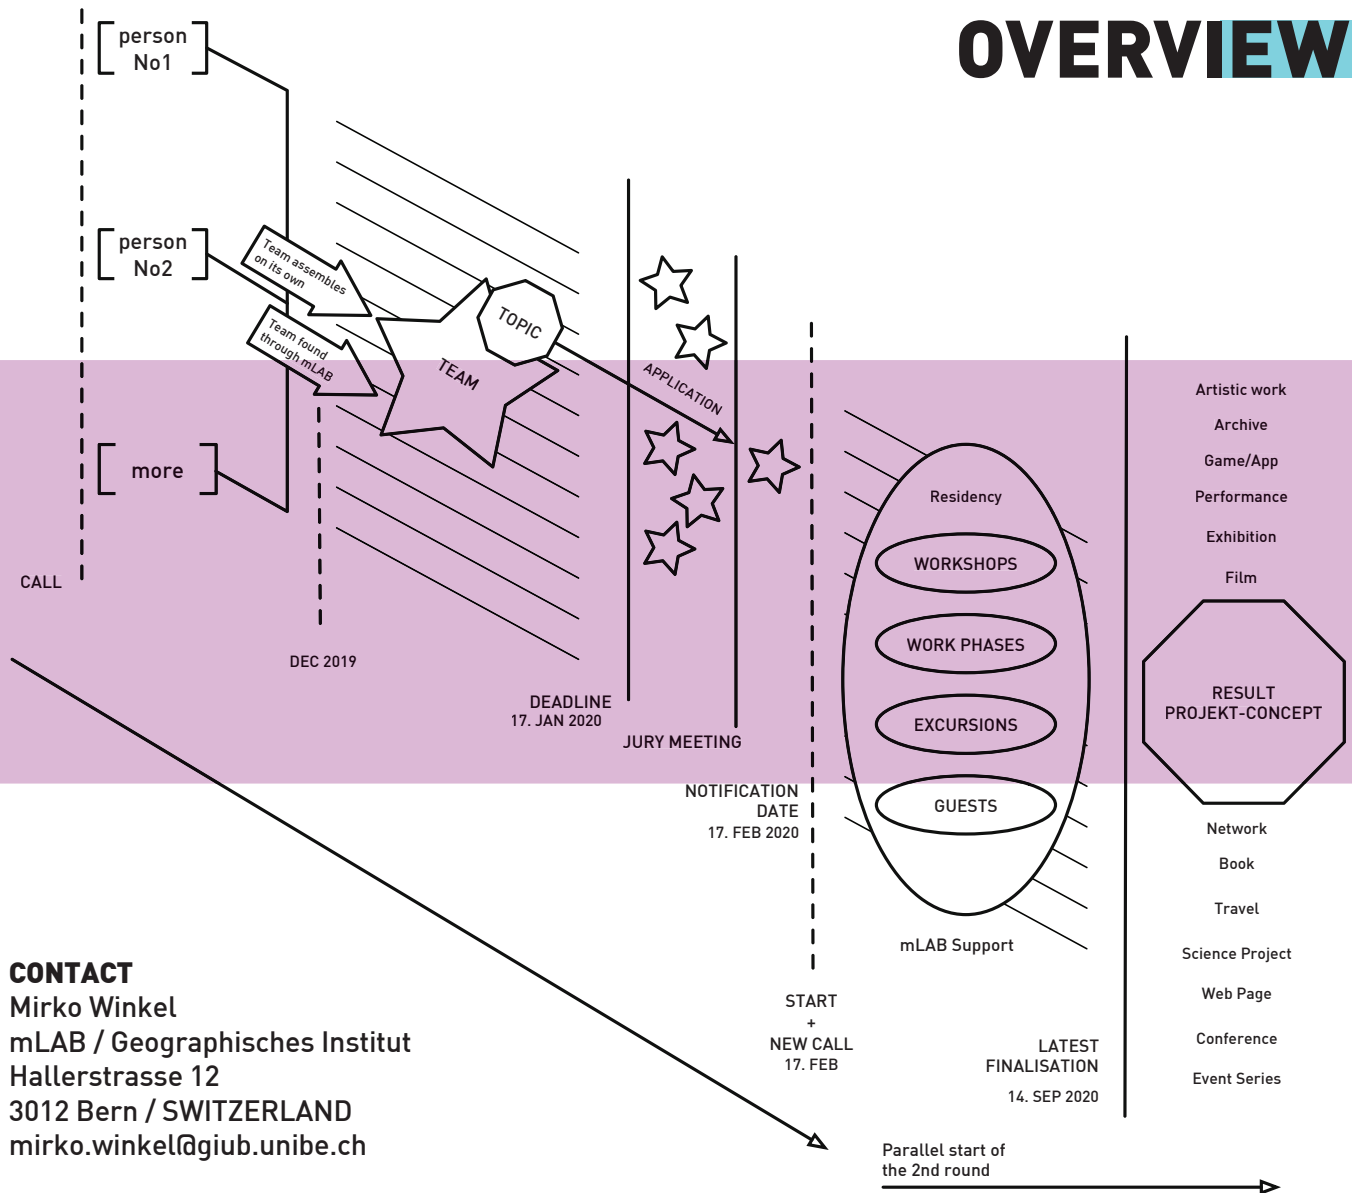 OVERVIEW
person
No1
person
No2
more
Team assembles
on its own
Team found
through mLAB
TOPIC
TEAM
APPLICATION
CALL
DEC 2019
DEADLINE
17. JAN 2020
JURY MEETING
NOTIFICATION
DATE
17. FEB 2020
START
+
NEW CALL
17. FEB
Residency
WORKSHOPS
WORK PHASES
EXCURSIONS
GUESTS
mLAB Support
LATEST
FINALISATION
14. SEP 2020
Artistic work
Archive
Game/App
Performance
Exhibition
Film
RESULT
PROJEKT-CONCEPT
Network
Book
Travel
Science Project
Web Page
Conference
Event Series
Parallel start of
the 2nd round
CONTACT
Mirko Winkel
mLAB / Geographisches Institut
Hallerstrasse 12
3012 Bern / SWITZERLAND
mirko.winkel@giub.unibe.ch